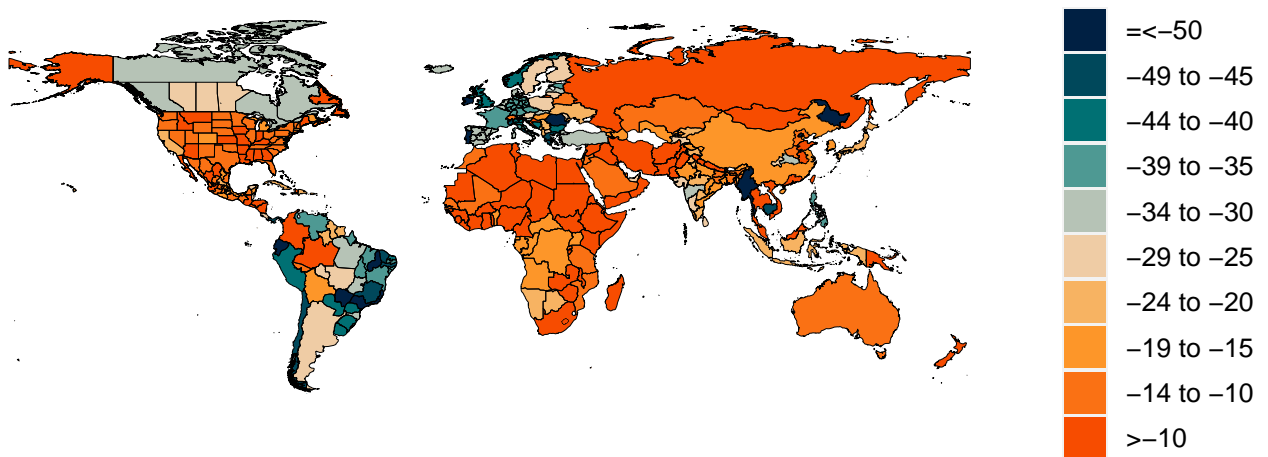 =<−50
−49 to −45
−44 to −40
−39 to −35
−34 to −30
−29 to −25
−24 to −20
−19 to −15
−14 to −10
>−10